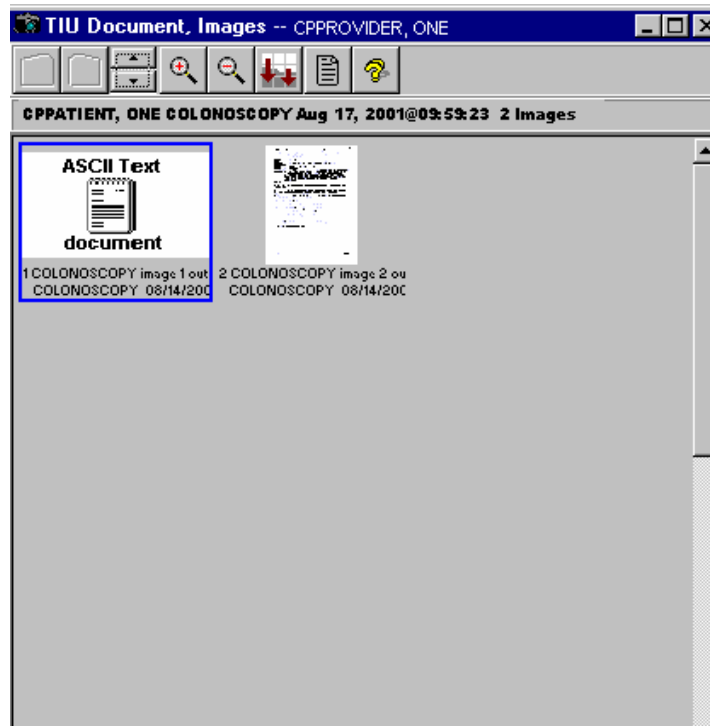 TIU Document, Images -- CPPROVIDER, ONE
CPPATIENT, ONE COLONOSCOPY Aug 17, 2001@09:59:23 2 Images
ASCII Text
document
1 COLONOSCOPY image 1 out
COLONOSCOPY 08/14/200
2 COLONOSCOPY image 2 ou
COLONOSCOPY 08/14/200